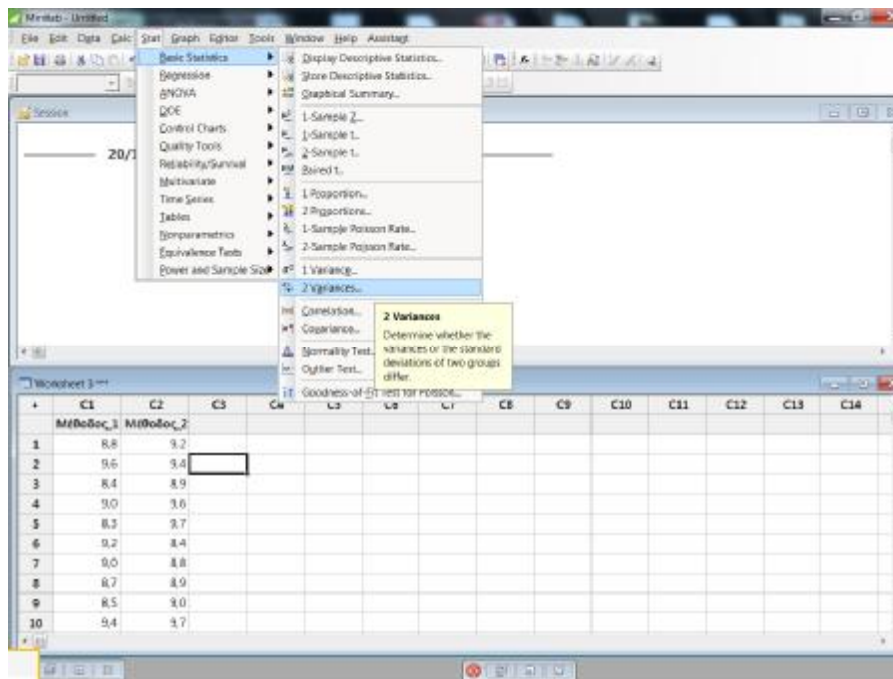 Minitab - Untitled
File Edit Data Calc Stat Graph Editor Tools Window Help Assistant
Basic Statistics
Regression
ANOVA
DOE
Control Charts
Quality Tools
Reliability/Survival
Multivariate
Time Series
Tables
Nonparametrics
Equivalence Tests
Power and Sample Size
Display Descriptive Statistics...
Store Descriptive Statistics...
Graphical Summary...
1-Sample Z...
1-Sample t...
2-Sample t...
Paired t...
1 Proportion...
2 Proportions...
1-Sample Poisson Rate...
2-Sample Poisson Rate...
1 Variance...
2 Variances...
Correlation...
Covariance...
Normality Test...
Outlier Test...
Goodness-of-Fit Test for Poisson...
2 Variances
Determine whether the
variances or the standard
deviations of two groups
differ.
Session
20/
Worksheet 3 ***
C1 C2 C3 C4 C5 C6 C7 C8 C9 C10 C11 C12 C13 C14
Μέθοδος_1 Μέθοδος_2
1 8,8 9,2
2 9,6 9,4
3 8,4 8,9
4 9,0 9,6
5 8,3 9,7
6 9,2 8,4
7 9,0 8,8
8 8,7 8,9
9 8,5 9,0
10 9,4 9,7